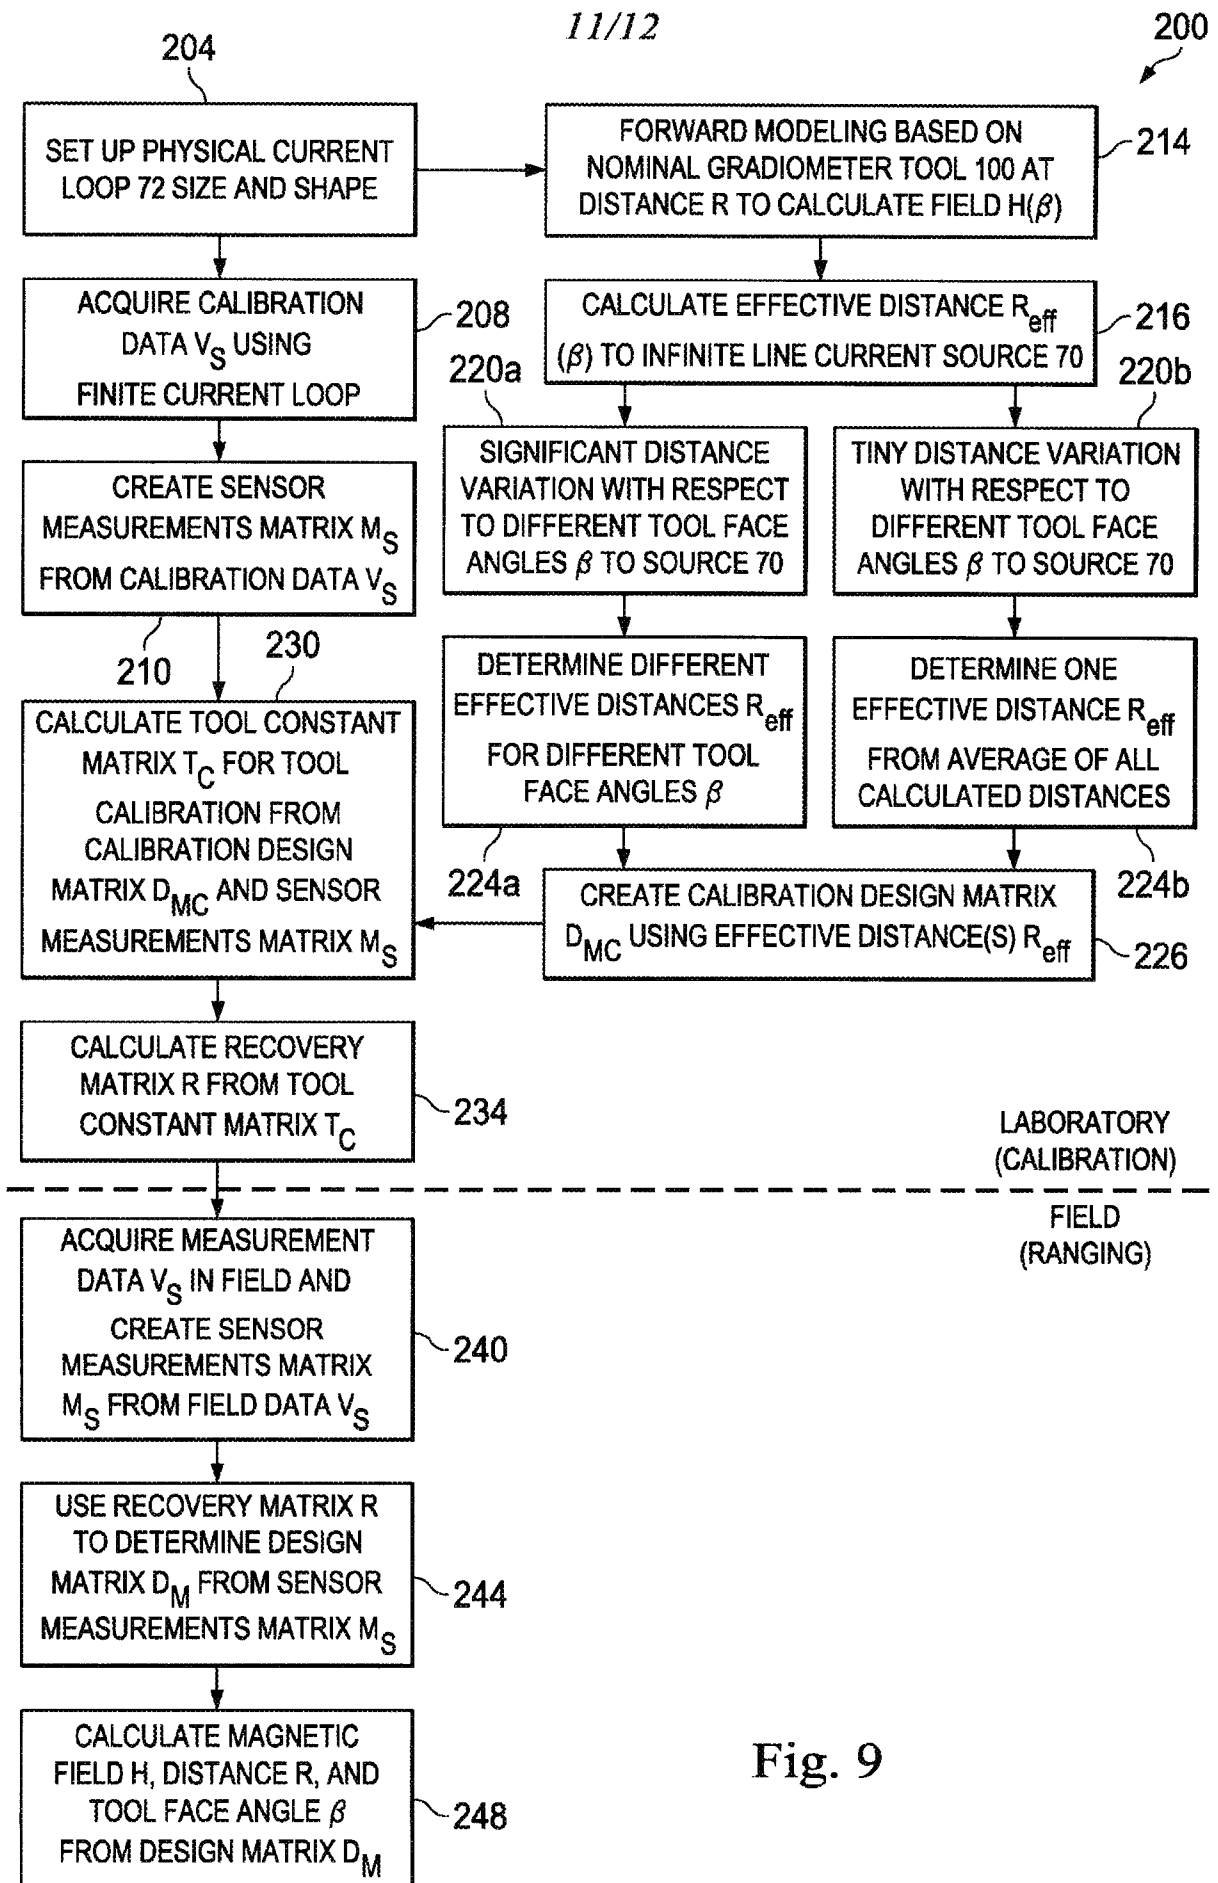 11/12
200
204
SET UP PHYSICAL CURRENT
LOOP 72 SIZE AND SHAPE
FORWARD MODELING BASED ON
NOMINAL GRADIOMETER TOOL 100 AT
DISTANCE R TO CALCULATE FIELD H(β)
214
ACQUIRE CALIBRATION
DATA VS USING
FINITE CURRENT LOOP
208
CALCULATE EFFECTIVE DISTANCE Reff
(β) TO INFINITE LINE CURRENT SOURCE 70
216
220a
220b
CREATE SENSOR
MEASUREMENTS MATRIX MS
FROM CALIBRATION DATA VS
210
SIGNIFICANT DISTANCE
VARIATION WITH RESPECT
TO DIFFERENT TOOL FACE
ANGLES β TO SOURCE 70
TINY DISTANCE VARIATION
WITH RESPECT TO
DIFFERENT TOOL FACE
ANGLES β TO SOURCE 70
230
CALCULATE TOOL CONSTANT
MATRIX TC FOR TOOL
CALIBRATION FROM
CALIBRATION DESIGN
MATRIX DMC AND SENSOR
MEASUREMENTS MATRIX MS
DETERMINE DIFFERENT
EFFECTIVE DISTANCES Reff
FOR DIFFERENT TOOL
FACE ANGLES β
224a
DETERMINE ONE
EFFECTIVE DISTANCE Reff
FROM AVERAGE OF ALL
CALCULATED DISTANCES
224b
CREATE CALIBRATION DESIGN MATRIX
DMC USING EFFECTIVE DISTANCE(S) Reff
226
CALCULATE RECOVERY
MATRIX R FROM TOOL
CONSTANT MATRIX TC
234
LABORATORY
(CALIBRATION)
FIELD
(RANGING)
ACQUIRE MEASUREMENT
DATA VS IN FIELD AND
CREATE SENSOR
MEASUREMENTS MATRIX
MS FROM FIELD DATA VS
240
USE RECOVERY MATRIX R
TO DETERMINE DESIGN
MATRIX DM FROM SENSOR
MEASUREMENTS MATRIX MS
244
CALCULATE MAGNETIC
FIELD H, DISTANCE R, AND
TOOL FACE ANGLE β
FROM DESIGN MATRIX DM
248
Fig. 9